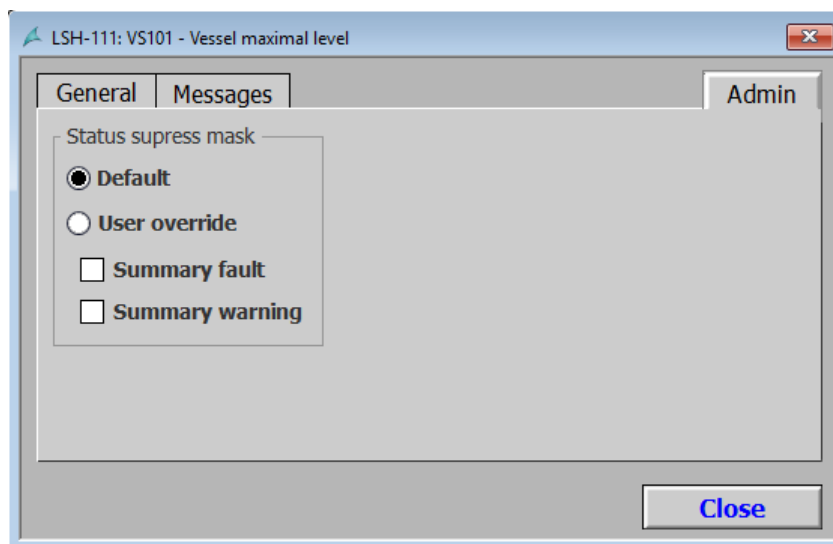 LSH-111: VS101 - Vessel maximal level
General Messages Admin
Status supress mask
Default
User override
Summary fault
Summary warning
Close